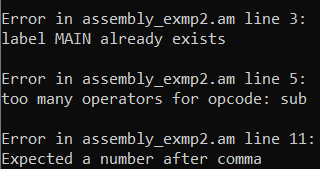 Error in assembly_exmp2.am line 3:
label MAIN already exists
Error in assembly_exmp2.am line 5:
too many operators for opcode: sub
Error in assembly_exmp2.am line 11:
Expected a number after comma